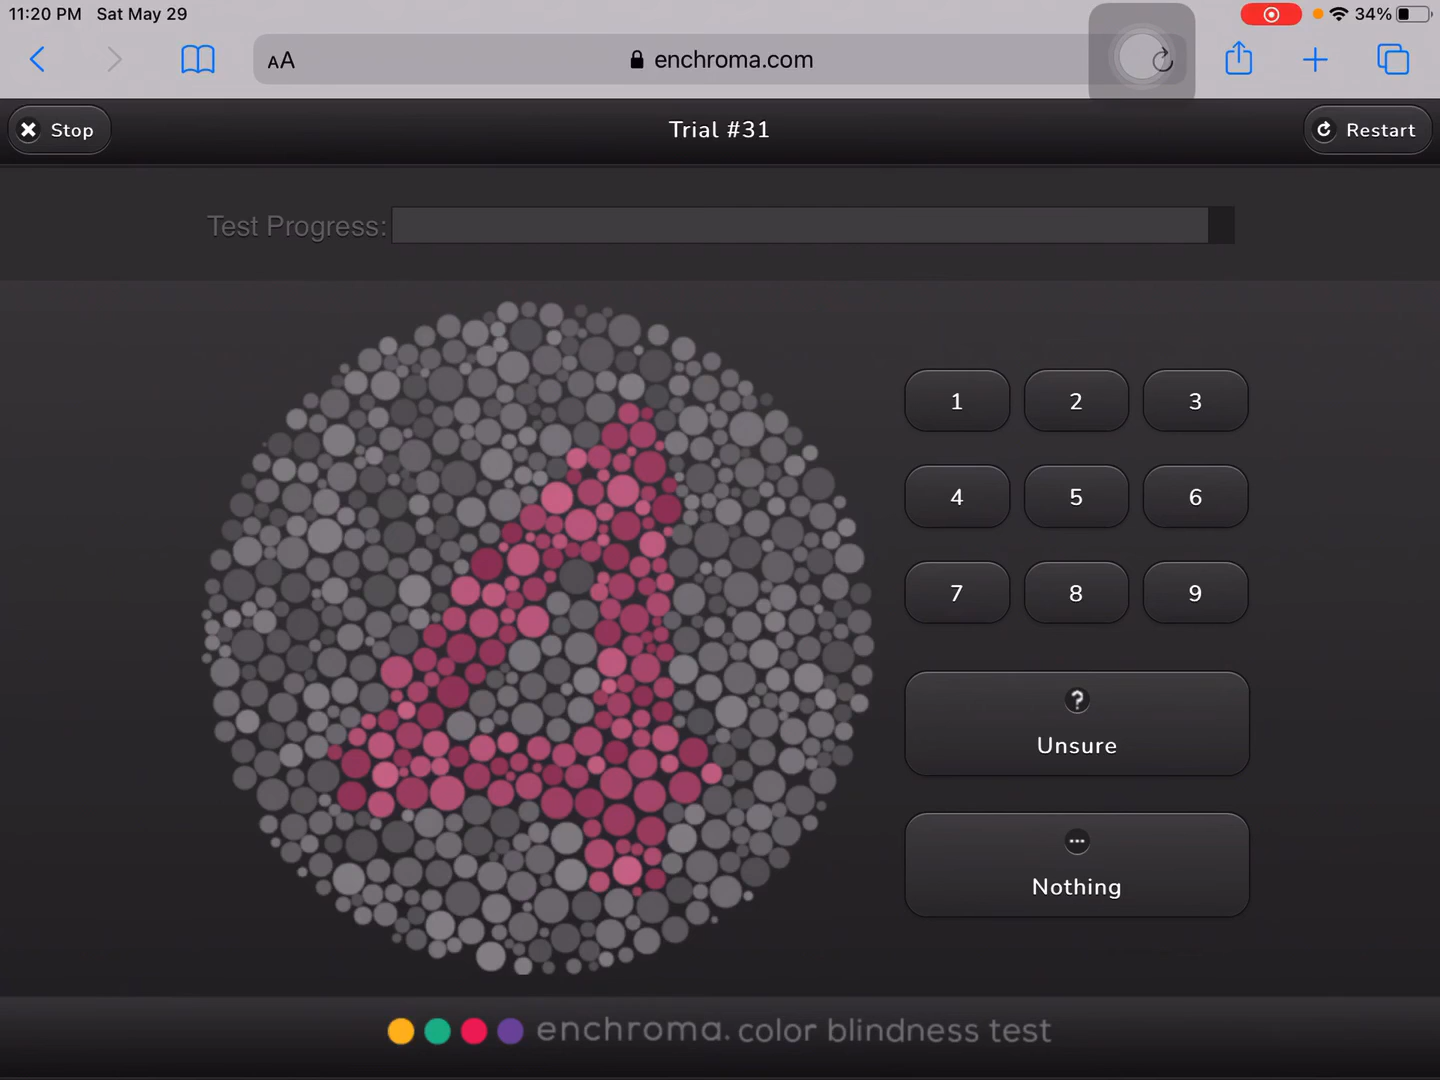 11:20 PM Sat May 29
34%
AA
enchroma.com
Stop
Trial #31
Restart
Test Progress:
4
1 2 3
4 5 6
7 8 9
?
Unsure
...
Nothing
enchroma. color blindness test